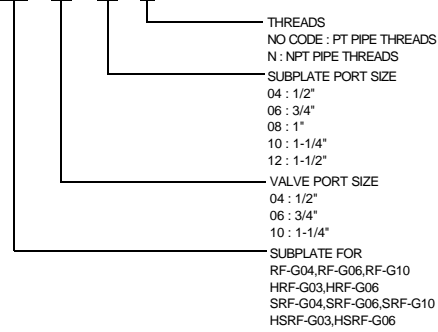 THREADS
NO CODE : PT PIPE THREADS
N : NPT PIPE THREADS
SUBPLATE PORT SIZE
04 : 1/2"
06 : 3/4"
08 : 1"
10 : 1-1/4"
12 : 1-1/2"
VALVE PORT SIZE
04 : 1/2"
06 : 3/4"
10 : 1-1/4"
SUBPLATE FOR
RF-G04,RF-G06,RF-G10
HRF-G03,HRF-G06
SRF-G04,SRF-G06,SRF-G10
HSRF-G03,HSRF-G06